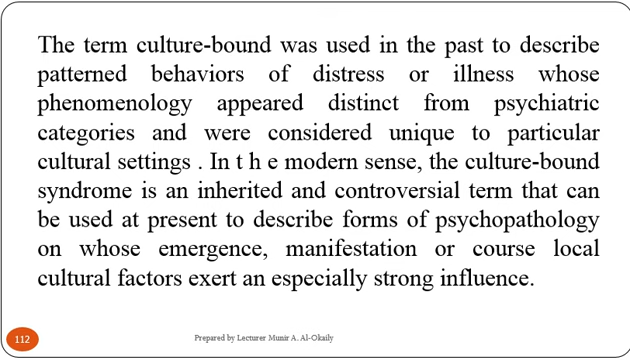 The term culture-bound was used in the past to describe
patterned behaviors of distress or illness whose
phenomenology appeared distinct from psychiatric
categories and were considered unique to particular
cultural settings . In t h e modern sense, the culture-bound
syndrome is an inherited and controversial term that can
be used at present to describe forms of psychopathology
on whose emergence, manifestation or course local
cultural factors exert an especially strong influence.
112
Prepared by Lecturer Munir A. Al-Okaily